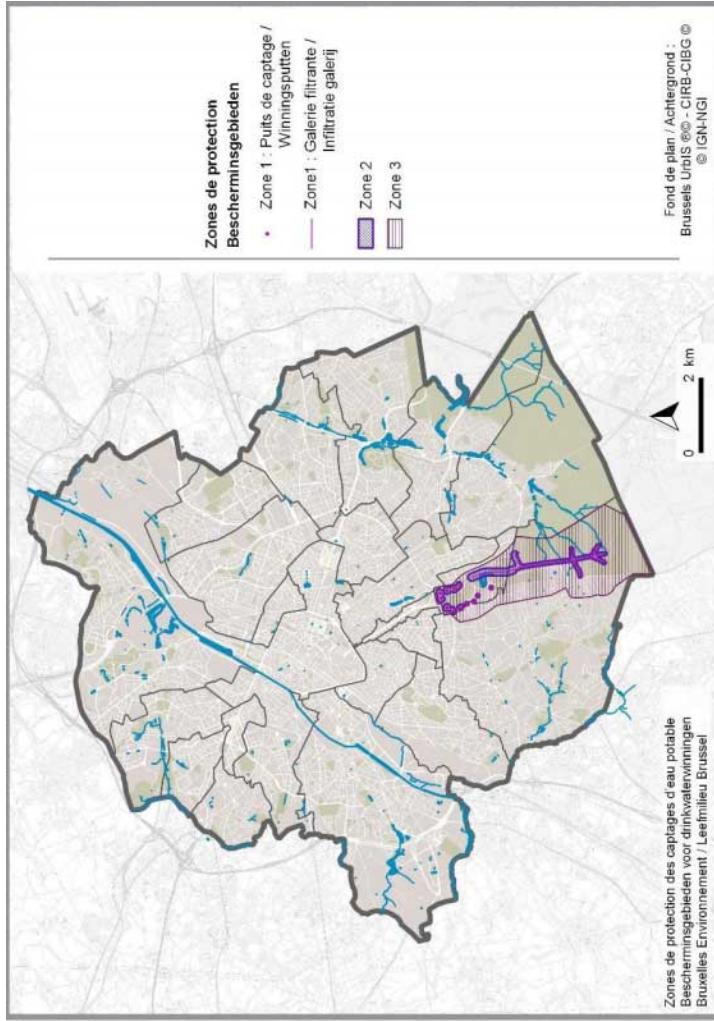 Zones de protection
Bescherminsgebieden
Zone 1 : Puits de captage /
Winningsputten
Zone1 : Galerie filtrante /
Infiltratie galerij
Zone 2
Zone 3
Fond de plan / Achtergrond :
Brussels UrbIS ®© - CIRB-CIBG ©
© IGN-NGI
0 2 km
Zones de protection des captages d'eau potable
Bescherminsgebieden voor drinkwaterwinningen
Bruxelles Environnement / Leefmilieu Brussel